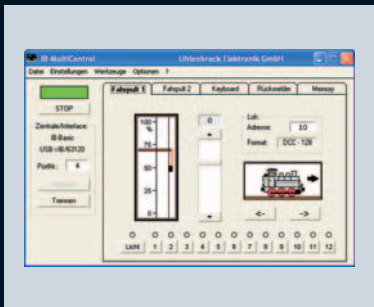 IB-MultiControl Uhlenbrock Elektronik GmbH
Datei Einstellungen Werkzeuge Optionen ?
Fahrpult 1 Fahrpult 2 Keyboard Rückmelder Memory
STOP
Zentrale/Interface:
IB-Basic
USB->IB/63120
PortNr.: 4
Trennen
100-
%
75-
50-
25-
0-
0
Lok:
Adresse: 10
Format: DCC - 128
<- ->
Licht 1 2 3 4 5 6 7 8 9 10 11 12